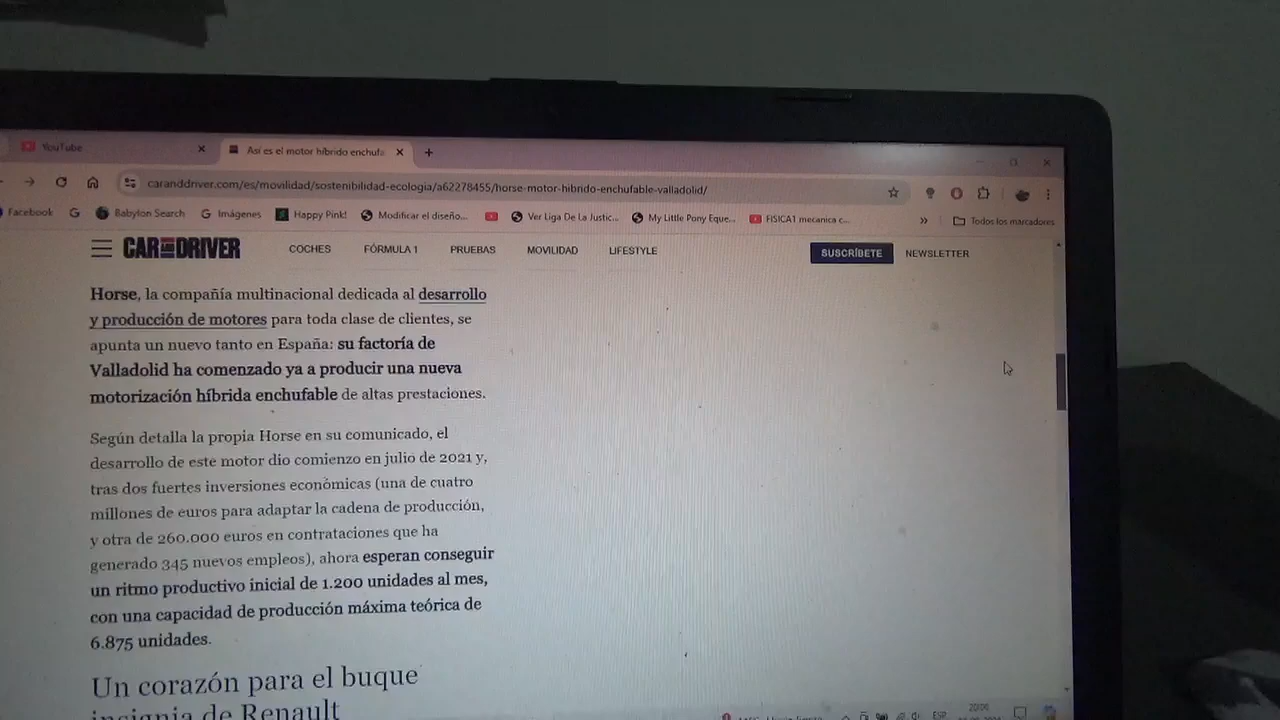 YouTube
Así es el motor híbrido enchufa
caranddriver.com/es/movilidad/sostenibilidad-ecologia/a62278455/horse-motor-hibrido-enchufable-valladolid/
Facebook
Babylon Search
Imágenes
Happy Pink!
Modificar el diseño...
Ver Liga De La Justic...
My Little Pony Eque...
FISICA1 mecanica c...
Todos los marcadores
CAR AND DRIVER
COCHES
FÓRMULA 1
PRUEBAS
MOVILIDAD
LIFESTYLE
SUSCRÍBETE
NEWSLETTER
Horse, la compañía multinacional dedicada al desarrollo
y producción de motores para toda clase de clientes, se
apunta un nuevo tanto en España: su factoría de
Valladolid ha comenzado ya a producir una nueva
motorización híbrida enchufable de altas prestaciones.
Según detalla la propia Horse en su comunicado, el
desarrollo de este motor dio comienzo en julio de 2021 y,
tras dos fuertes inversiones económicas (una de cuatro
millones de euros para adaptar la cadena de producción,
y otra de 260.000 euros en contrataciones que ha
generado 345 nuevos empleos), ahora esperan conseguir
un ritmo productivo inicial de 1.200 unidades al mes,
con una capacidad de producción máxima teórica de
6.875 unidades.
Un corazón para el buque
insignia de Renault
ESP